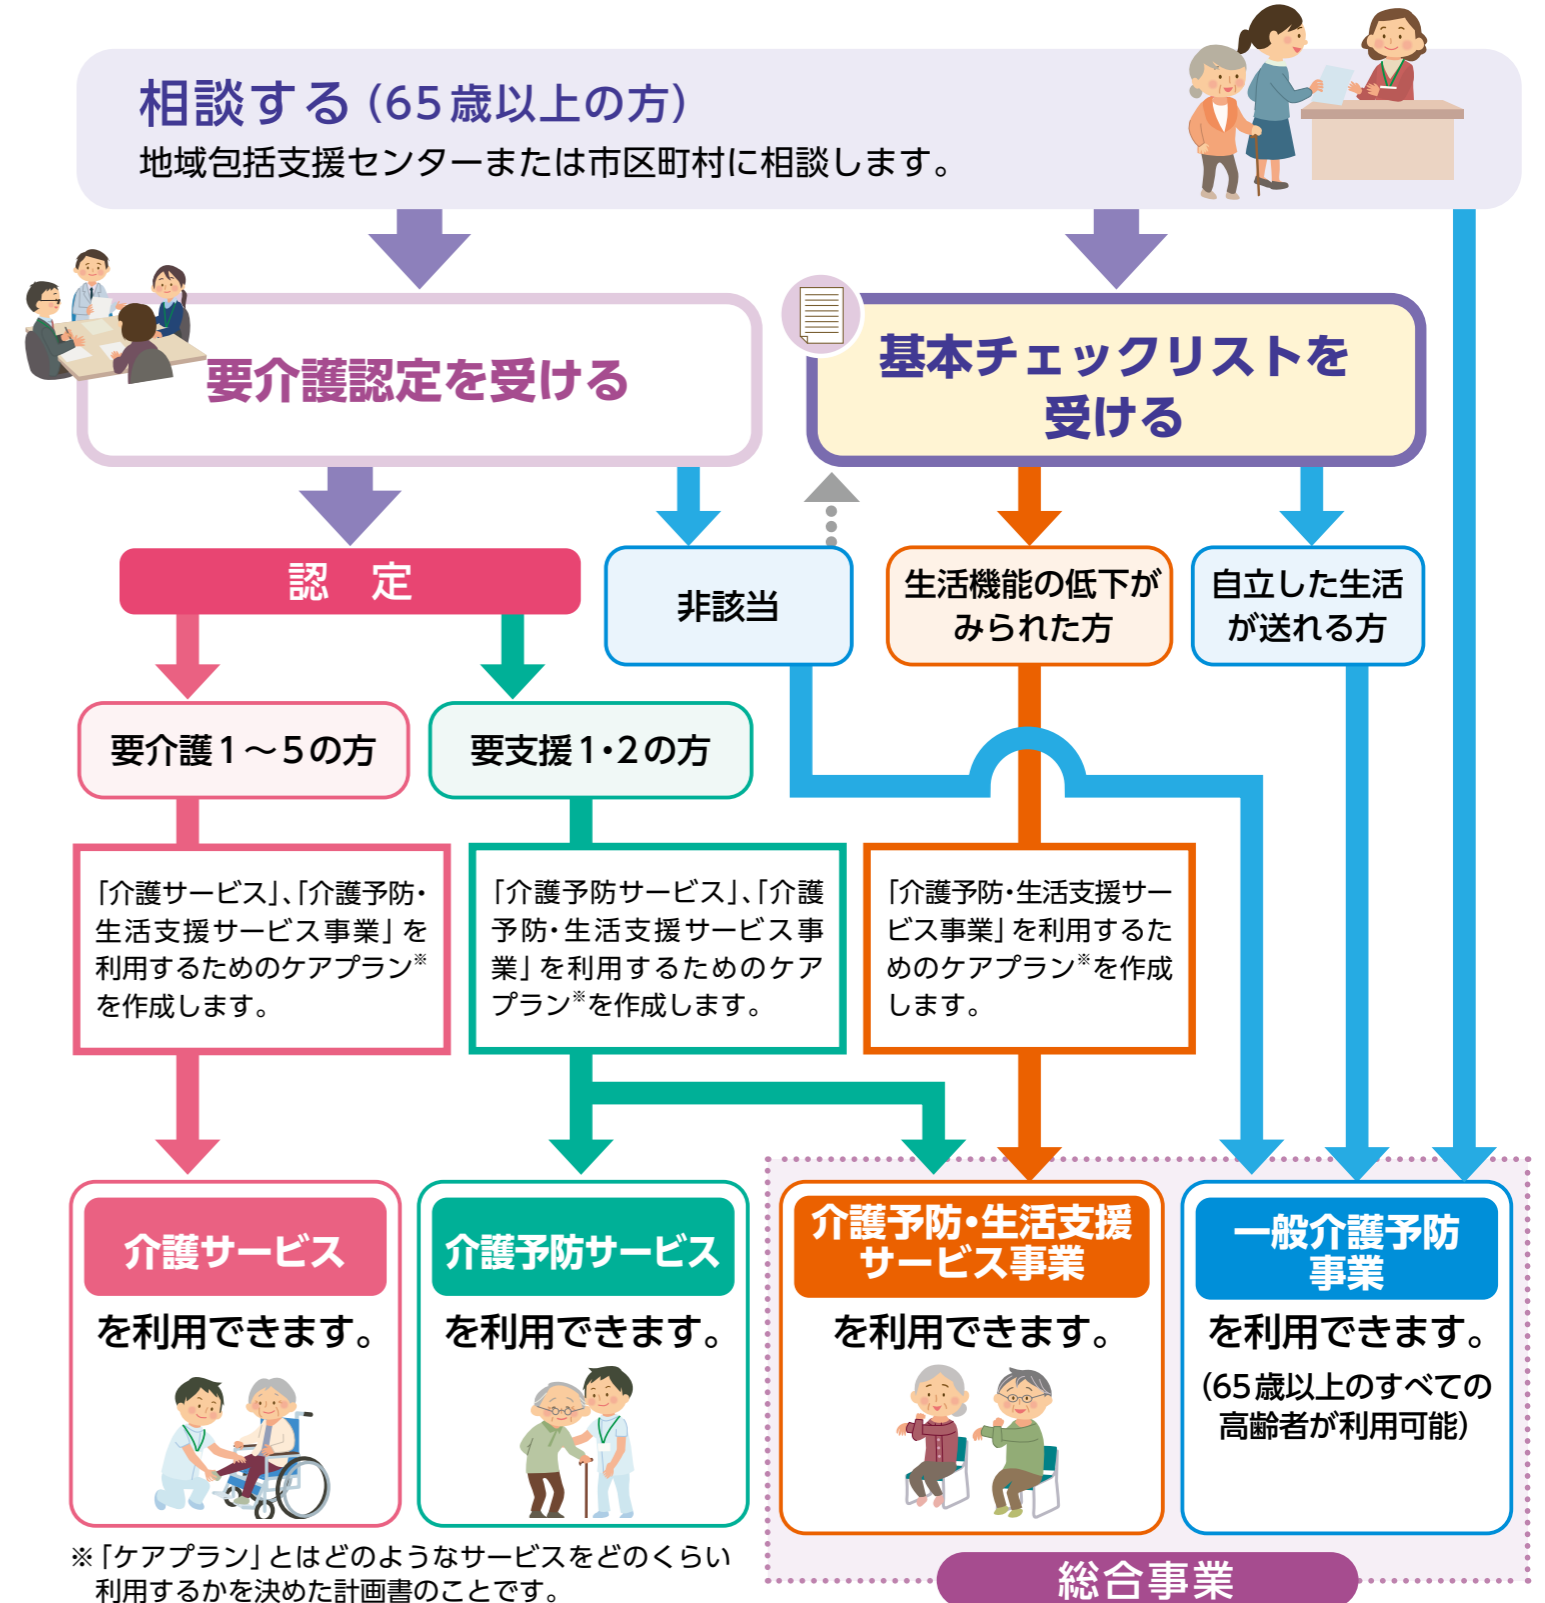 相談する（65歳以上の方）
地域包括支援センターまたは市区町村に相談します。
要介護認定を受ける
基本チェックリストを
受ける
認　定
非該当
生活機能の低下が
みられた方
自立した生活
が送れる方
要介護1〜5の方
要支援1・2の方
「介護サービス」、「介護予防・
生活支援サービス事業」を
利用するためのケアプラン※
を作成します。
「介護予防サービス」、「介護
予防・生活支援サービス事
業」を利用するためのケア
プラン※を作成します。
「介護予防・生活支援サー
ビス事業」を利用するた
めのケアプラン※を作成
します。
介護サービス
を利用できます。
介護予防サービス
を利用できます。
介護予防・生活支援
サービス事業
を利用できます。
一般介護予防
事業
を利用できます。
（65歳以上のすべての
高齢者が利用可能）
※「ケアプラン」とはどのようなサービスをどのくらい
利用するかを決めた計画書のことです。
総合事業